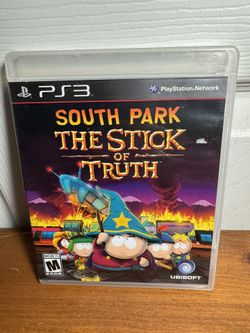 PS3
PlayStation Network
SOUTH PARK
THE STICK
OF
TRUTH
M
UBISOFT